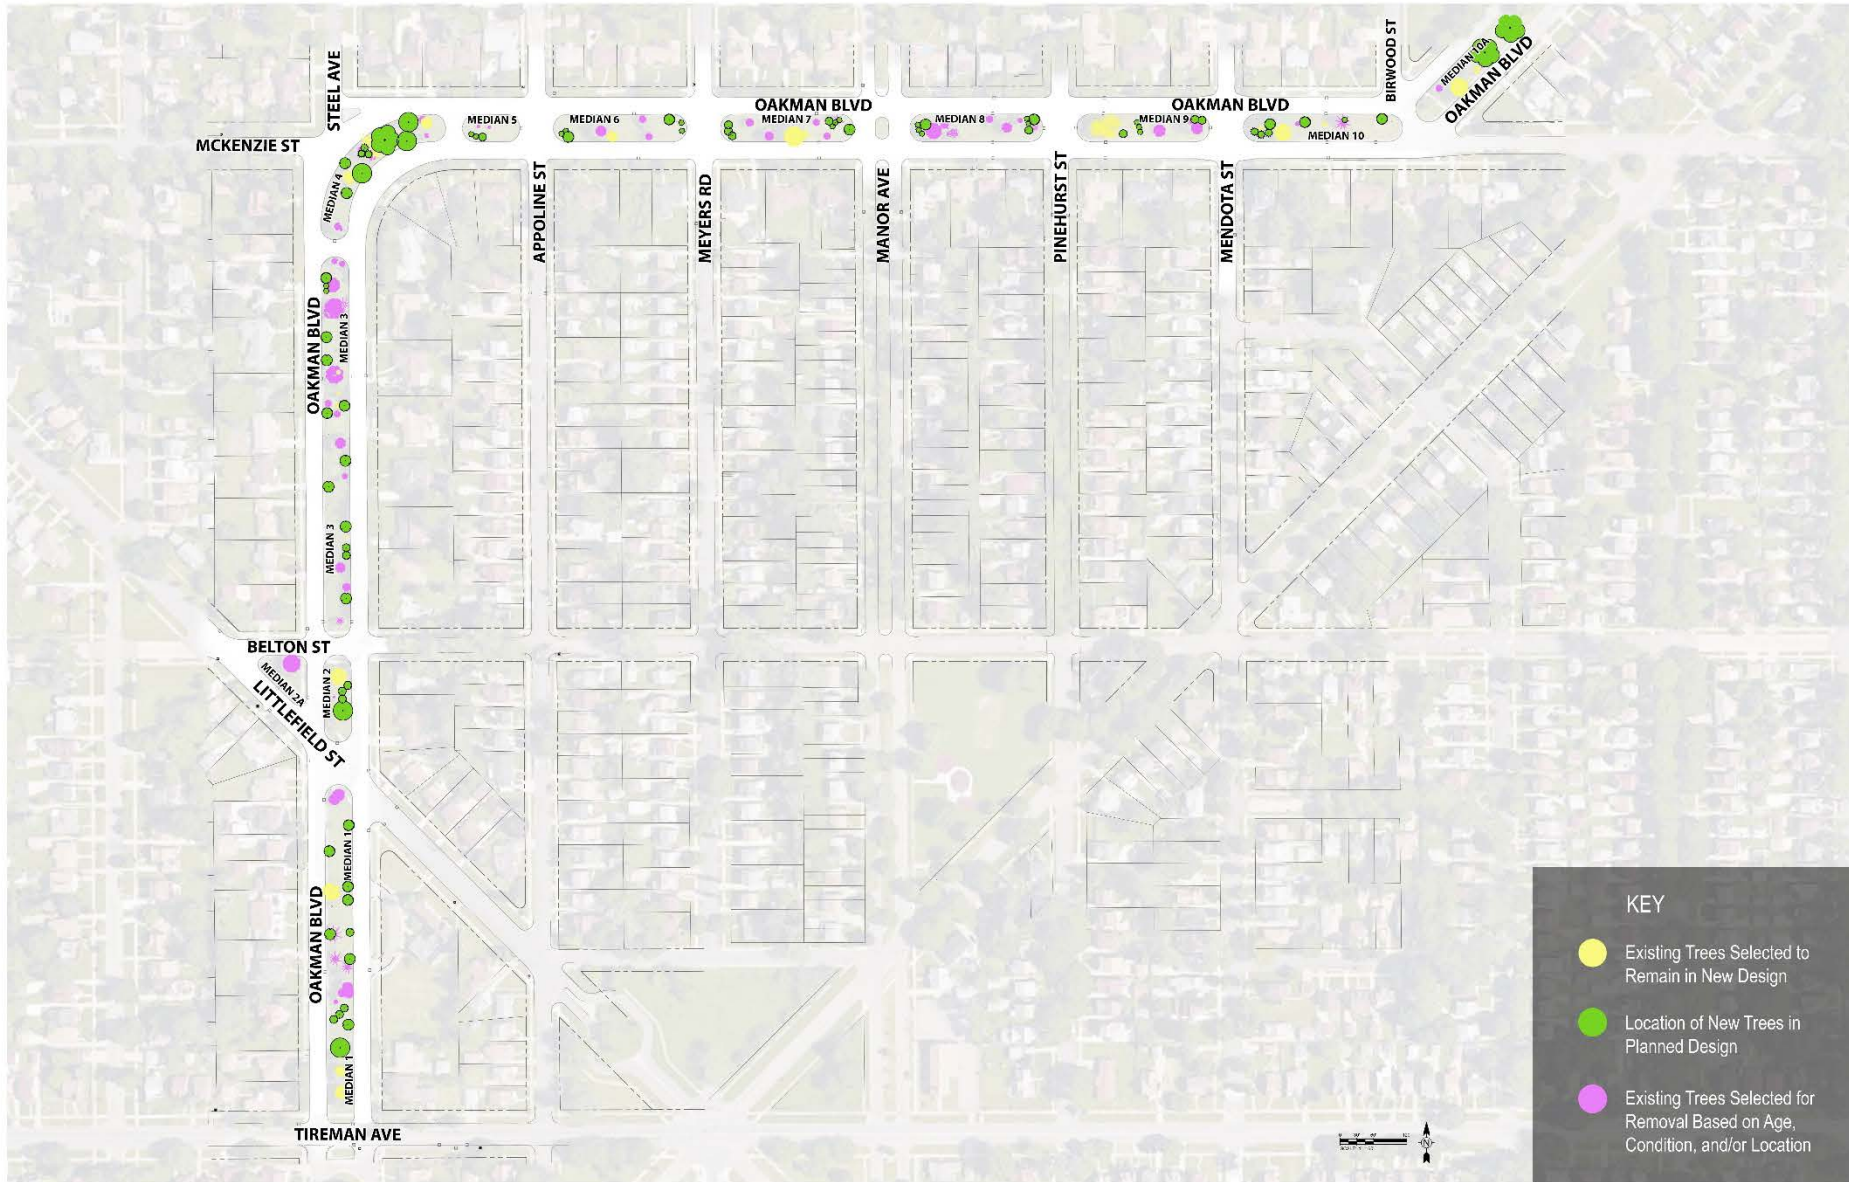 BIRWOOD ST
MEDIAN 10A
OAKMAN BLVD
STEEL AVE
OAKMAN BLVD
OAKMAN BLVD
MEDIAN 5
MEDIAN 6
MEDIAN 7
MEDIAN 8
MEDIAN 9
MEDIAN 10
MCKENZIE ST
MEDIAN 4
APPOLINE ST
MEYERS RD
MANOR AVE
PINEHURST ST
MENDOTA ST
OAKMAN BLVD
MEDIAN 3
MEDIAN 3
BELTON ST
MEDIAN 2A
MEDIAN 2
LITTLEFIELD ST
MEDIAN 1
OAKMAN BLVD
MEDIAN 1
TIREMAN AVE
KEY
Existing Trees Selected to
Remain in New Design
Location of New Trees in
Planned Design
Existing Trees Selected for
Removal Based on Age,
Condition, and/or Location
N